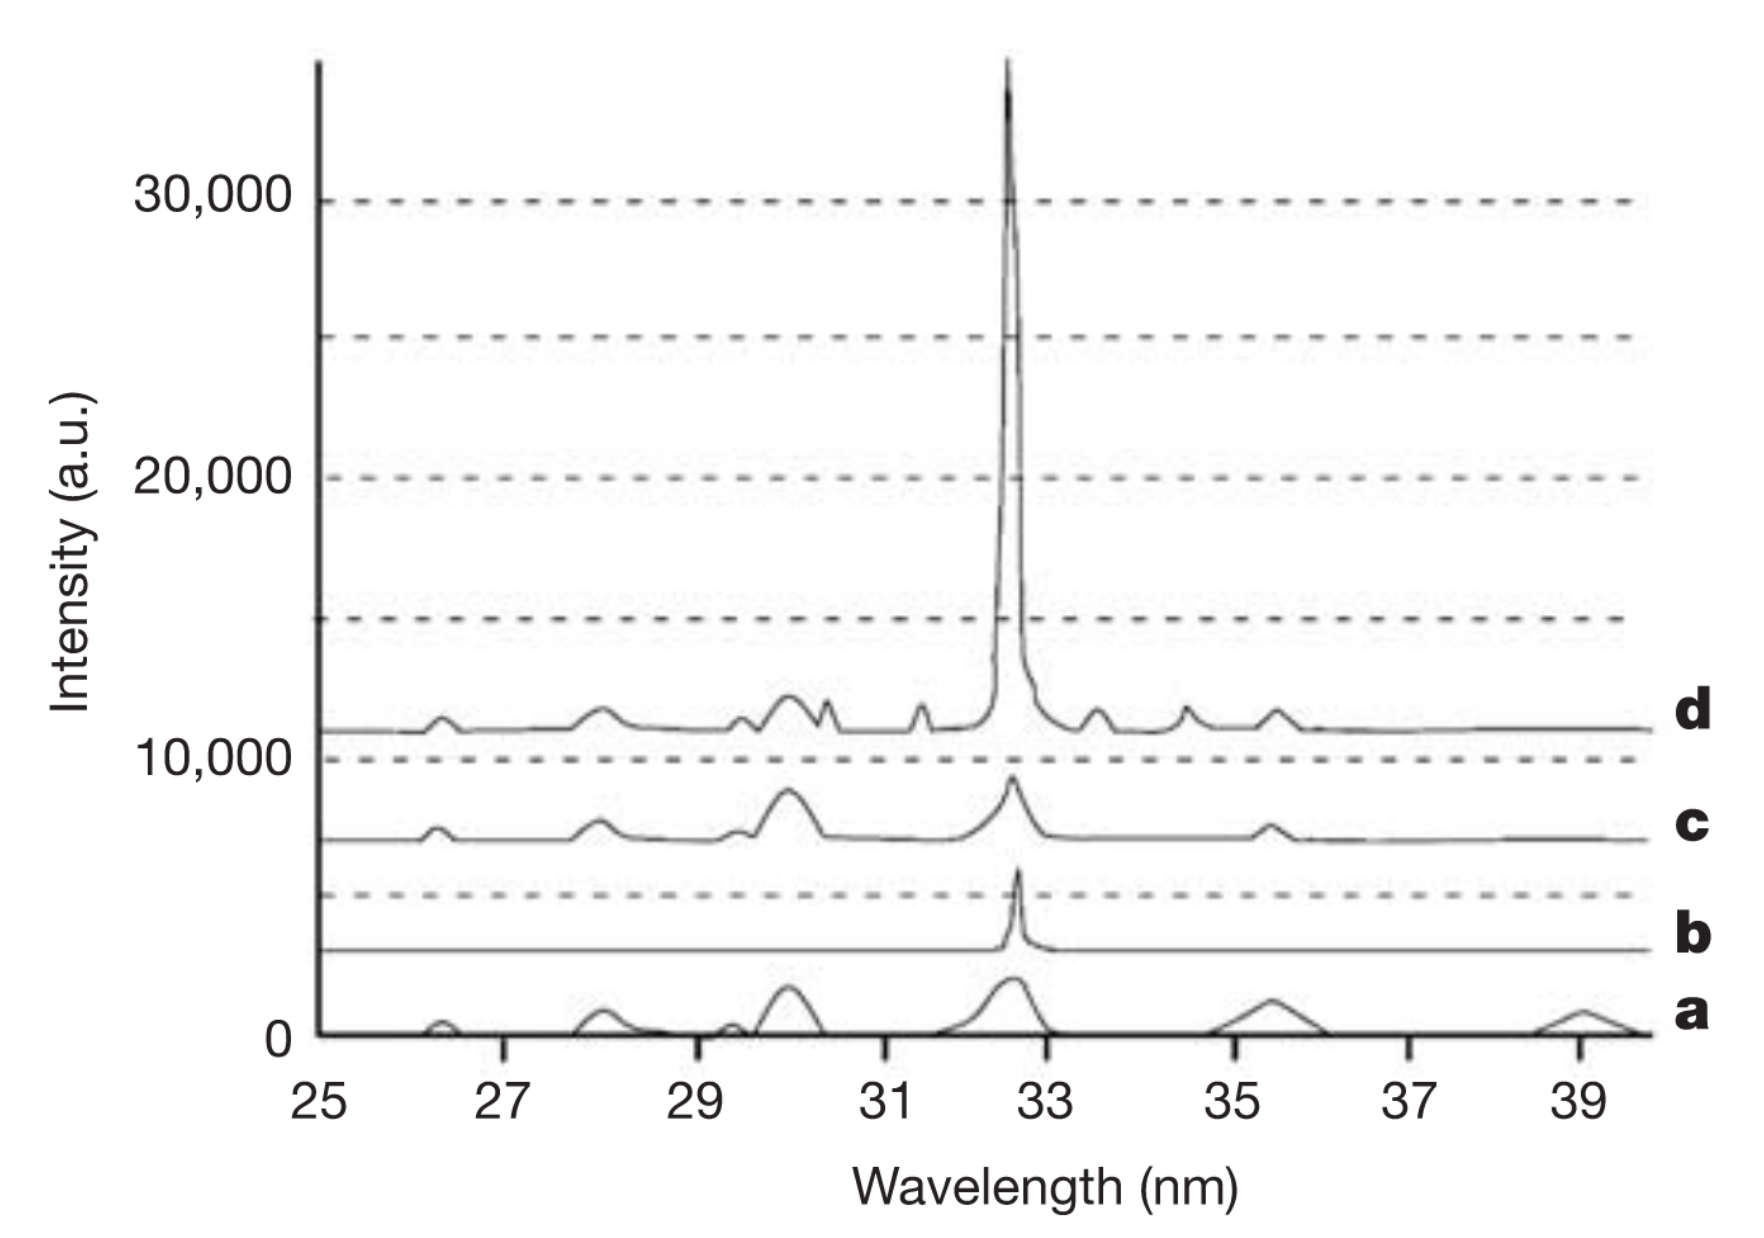 30,000
20,000
10,000
0
Intensity (a.u.)
d
c
b
a
25 27 29 31 33 35 37 39
Wavelength (nm)